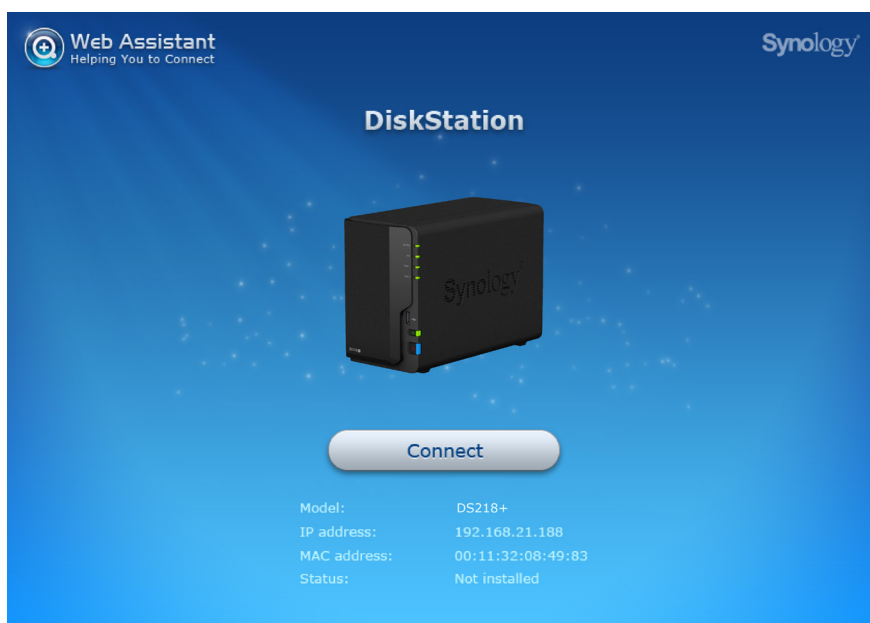 Web Assistant
Helping You to Connect
Synology
DiskStation
Synology
Connect
Model: DS218+
IP address: 192.168.21.188
MAC address: 00:11:32:08:49:83
Status: Not installed